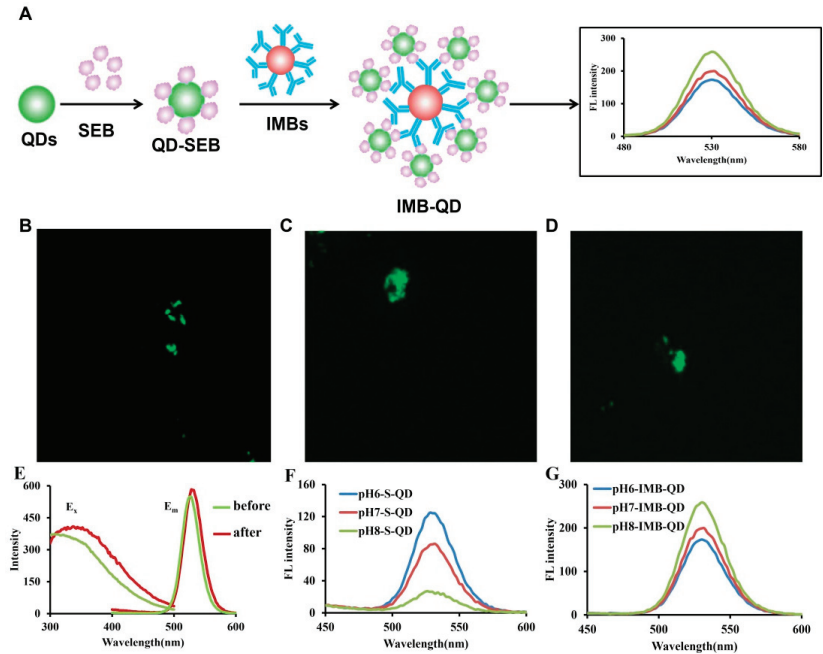 A
QDs
SEB
QD-SEB
IMBs
IMB-QD
FL intensity
300
200
100
0
480
530
580
Wavelength(nm)
B
C
D
E
Intensity
600
450
300
150
0
Ex
Em
before
after
300
400
500
600
Wavelength(nm)
F
FL intensity
160
120
80
40
0
pH6-S-QD
pH7-S-QD
pH8-S-QD
450
500
550
600
Wavelength(nm)
G
FL intensity
300
200
100
0
pH6-IMB-QD
pH7-IMB-QD
pH8-IMB-QD
450
500
550
600
Wavelength(nm)